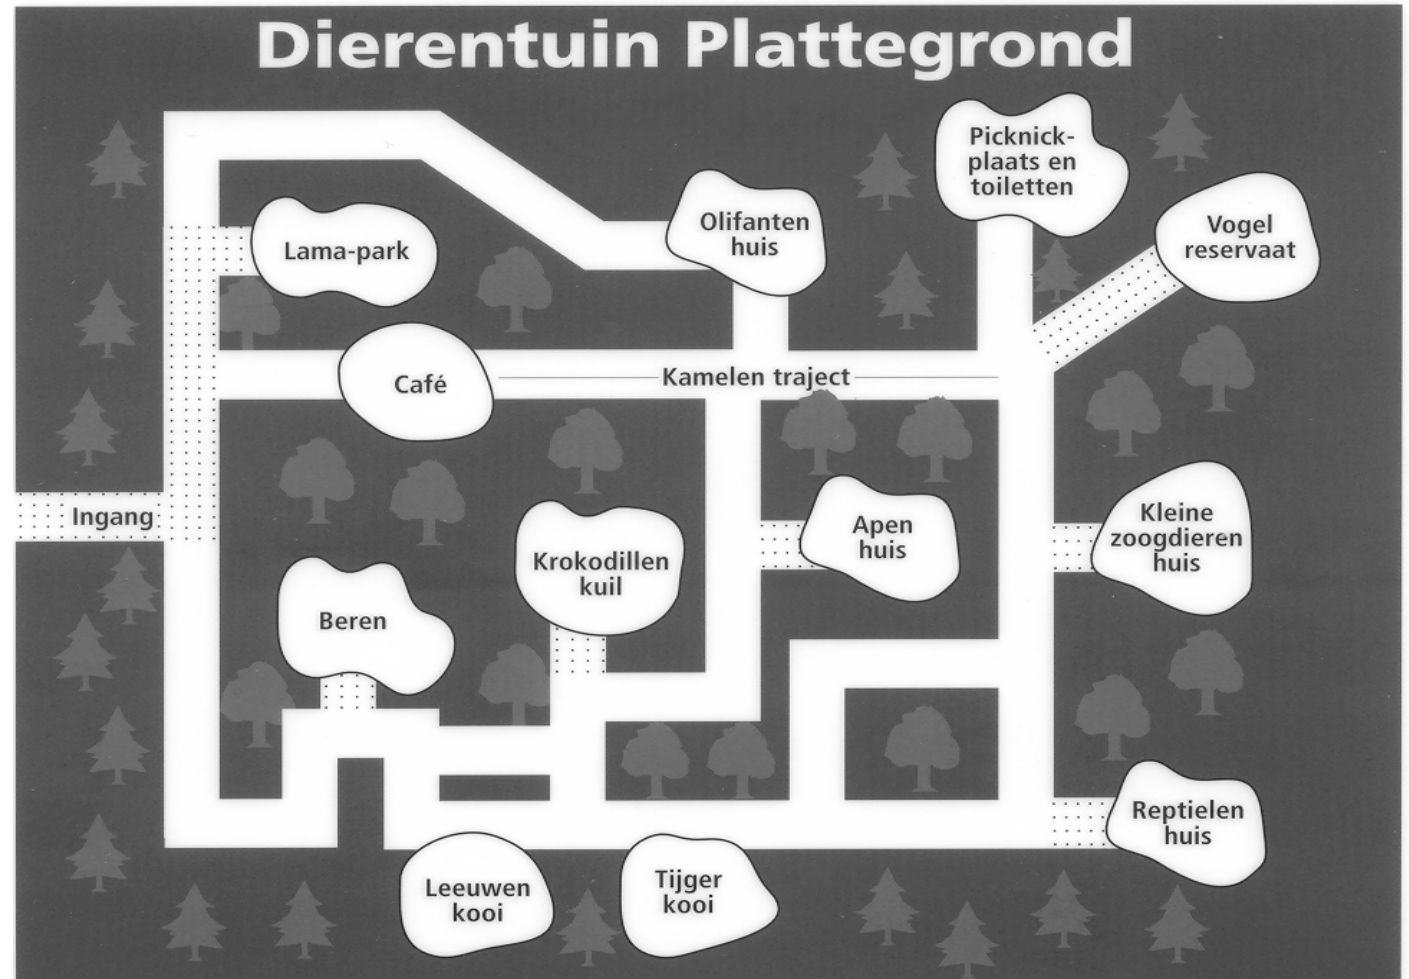 Dierentuin Plattegrond
Picknick-
plaats en
toiletten
Olifanten
huis
Vogel
reservaat
Lama-park
Kamelen traject
Café
Ingang
Apen
huis
Kleine
zoogdieren
huis
Krokodillen
kuil
Beren
Reptielen
huis
Leeuwen
kooi
Tijger
kooi